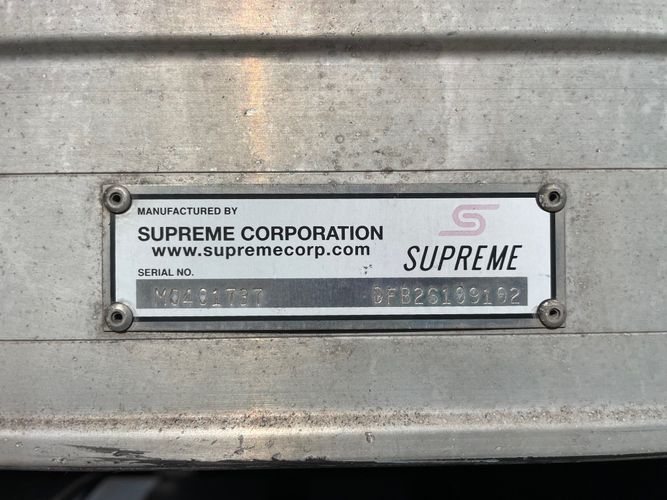 MANUFACTURED BY
SUPREME CORPORATION
www.supremecorp.com
SUPREME
SERIAL NO.
M0401737 DFB26109102